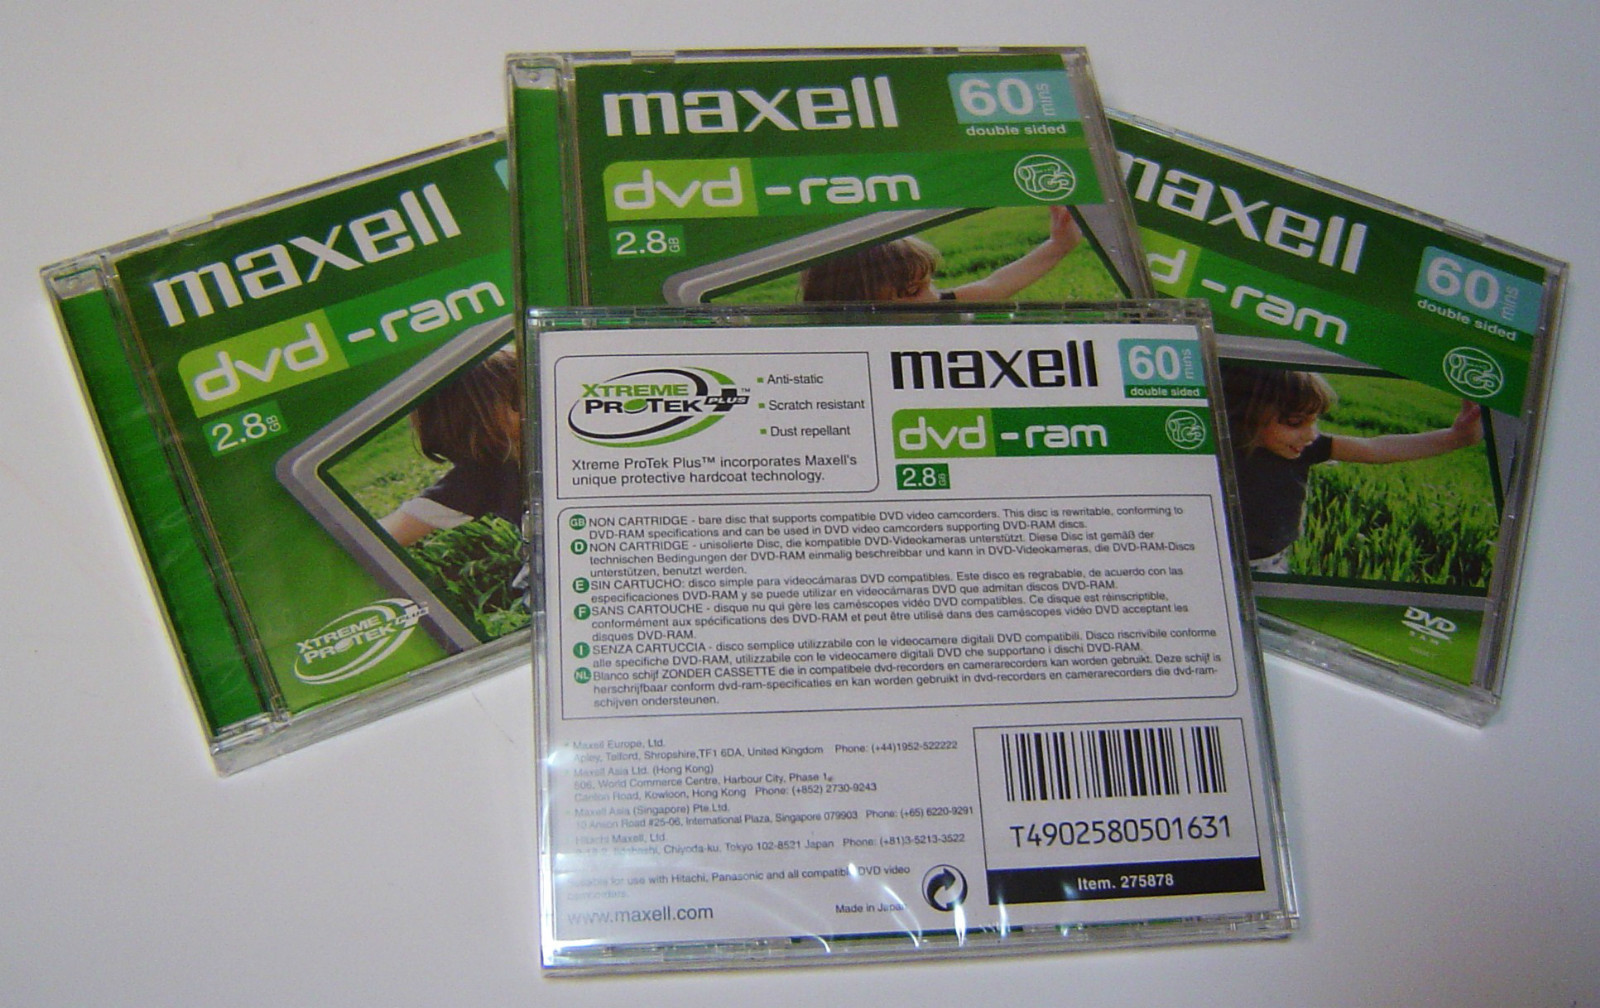 maxell
dvd -ram
2.8GB
XTREME
PROTEK PLUS
maxell
60 mins
double sided
dvd -ram
2.8GB
maxell
60 mins
double sided
-ram
DVD
RAM
XTREME
PROTEK PLUS™
Anti-static
Scratch resistant
Dust repellant
Xtreme ProTek Plus™ incorporates Maxell's
unique protective hardcoat technology.
maxell
60 mins
double sided
dvd -ram
2.8GB
GB NON CARTRIDGE - bare disc that supports compatible DVD video camcorders. This disc is rewritable, conforming to
DVD-RAM specifications and can be used in DVD video camcorders supporting DVD-RAM discs.
D NON CARTRIDGE - unisolierte Disc, die kompatible DVD-Videokameras unterstützt. Diese Disc ist gemäß der
technischen Bedingungen der DVD-RAM einmalig beschreibbar und kann in DVD-Videokameras, die DVD-RAM-Discs
unterstützen, benutzt werden.
E SIN CARTUCHO: disco simple para videocámaras DVD compatibles. Este disco es regrabable, de acuerdo con las
especificaciones DVD-RAM y se puede utilizar en videocámaras DVD que admitan discos DVD-RAM.
F SANS CARTOUCHE - disque nu qui gère les caméscopes vidéo DVD compatibles. Ce disque est réinscriptible,
conformément aux spécifications des DVD-RAM et peut être utilisé dans des caméscopes vidéo DVD acceptant les
disques DVD-RAM.
I SENZA CARTUCCIA - disco semplice utilizzabile con le videocamere digitali DVD compatibili. Disco riscrivibile conforme
alle specifiche DVD-RAM, utilizzabile con le videocamere digitali DVD che supportano i dischi DVD-RAM.
NL Blanco schijf ZONDER CASSETTE die in compatibele dvd-recorders en camerarecorders kan worden gebruikt. Deze schijf is
herschrijfbaar conform dvd-ram-specificaties en kan worden gebruikt in dvd-recorders en camerarecorders die dvd-ram-
schijven ondersteunen.
Maxell Europe, Ltd.
Apley, Telford, Shropshire,TF1 6DA, United Kingdom Phone: (+44)1952-522222
Maxell Asia Ltd. (Hong Kong)
506, World Commerce Centre, Harbour City, Phase 1,
Canton Road, Kowloon, Hong Kong Phone: (+852) 2730-9243
Maxell Asia (Singapore) Pte.Ltd.
10 Anson Road #25-06, International Plaza, Singapore 079903 Phone: (+65) 6220-9291
Hitachi Maxell, Ltd.
Chiyoda-ku, Tokyo 102-8521 Japan Phone: (+81)3-5213-3522
Suitable for use with Hitachi, Panasonic and all compatible DVD video
camcorders.
www.maxell.com
Made in Japan
T4902580501631
Item. 275878